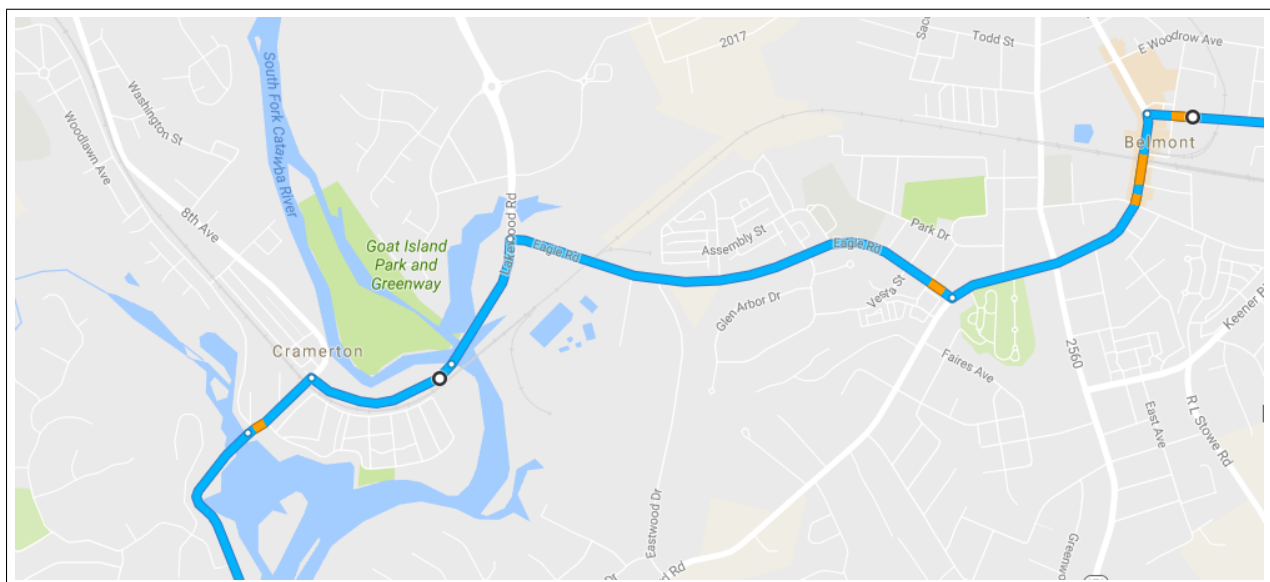 2017
Todd St
E Woodrow Ave
Washington St
Woodlawn Ave
South Fork Catawba River
8th Ave
Belmont
Lakewood Rd
Goat Island
Park and
Greenway
Eagle Rd
Assembly St
Park Dr
Eagle Rd
Glen Arbor Dr
Vesta St
Keener
Cramerton
Faires Ave
2560
East Ave
R L Stowe Rd
Eastwood Dr
Rd